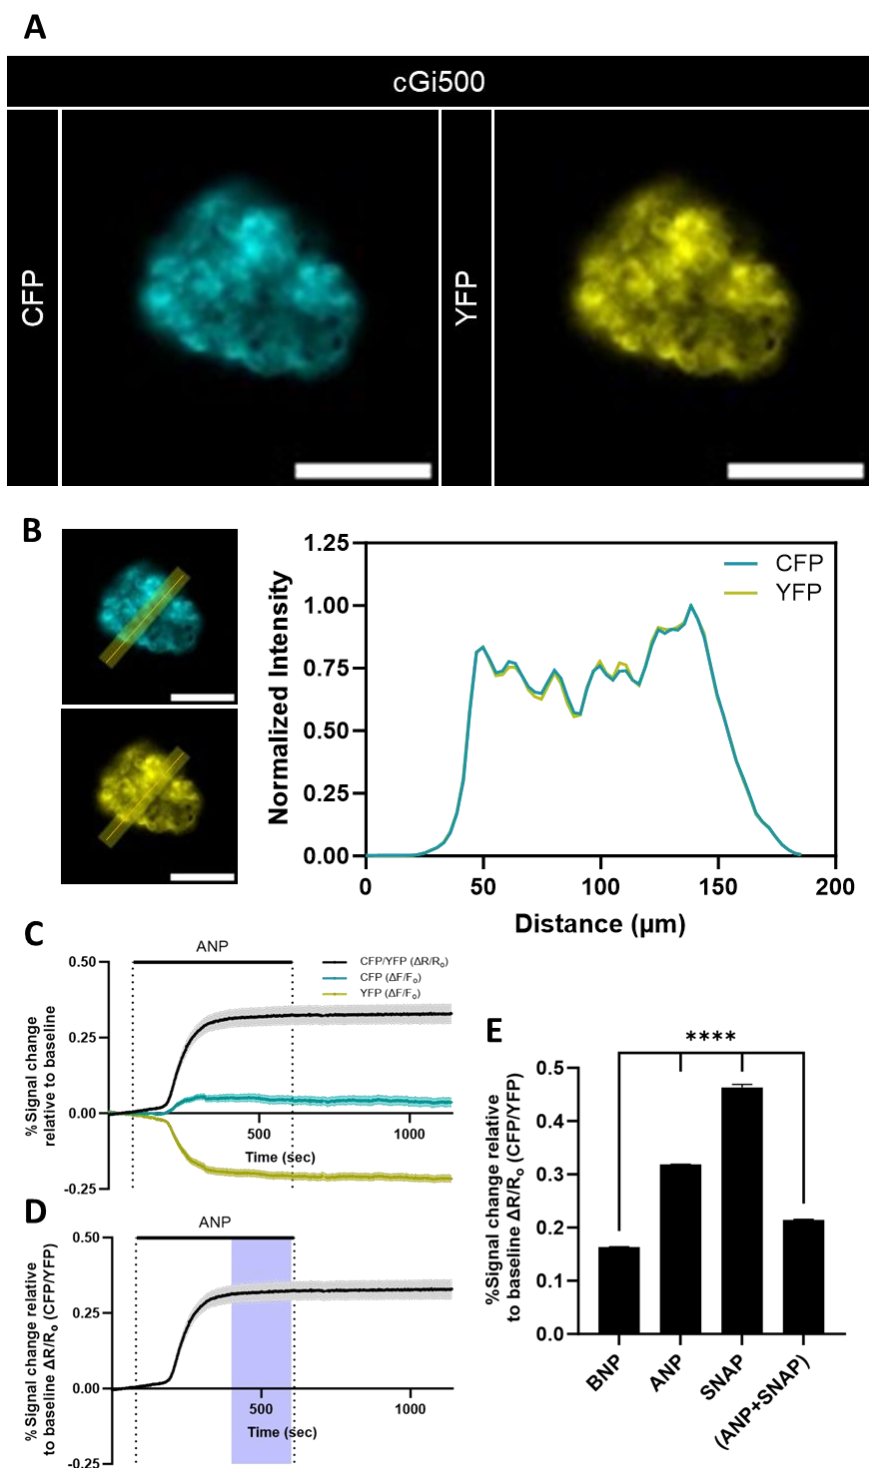 A
cGi500
CFP
YFP
B
Normalized Intensity
1.25
1.00
0.75
0.50
0.25
0.00
CFP
YFP
0 50 100 150 200
Distance (µm)
C
ANP
CFP/YFP (ΔR/R₀)
CFP (ΔF/F₀)
YFP (ΔF/F₀)
%Signal change
relative to baseline
0.50
0.25
0.00
-0.25
500 1000
Time (sec)
D
ANP
%Signal change relative
to baseline ΔR/R₀ (CFP/YFP)
0.50
0.25
0.00
-0.25
500 1000
Time (sec)
E
****
%Signal change relative
to baseline ΔR/R₀ (CFP/YFP)
0.5
0.4
0.3
0.2
0.1
0.0
BNP
ANP
SNAP
(ANP+SNAP)